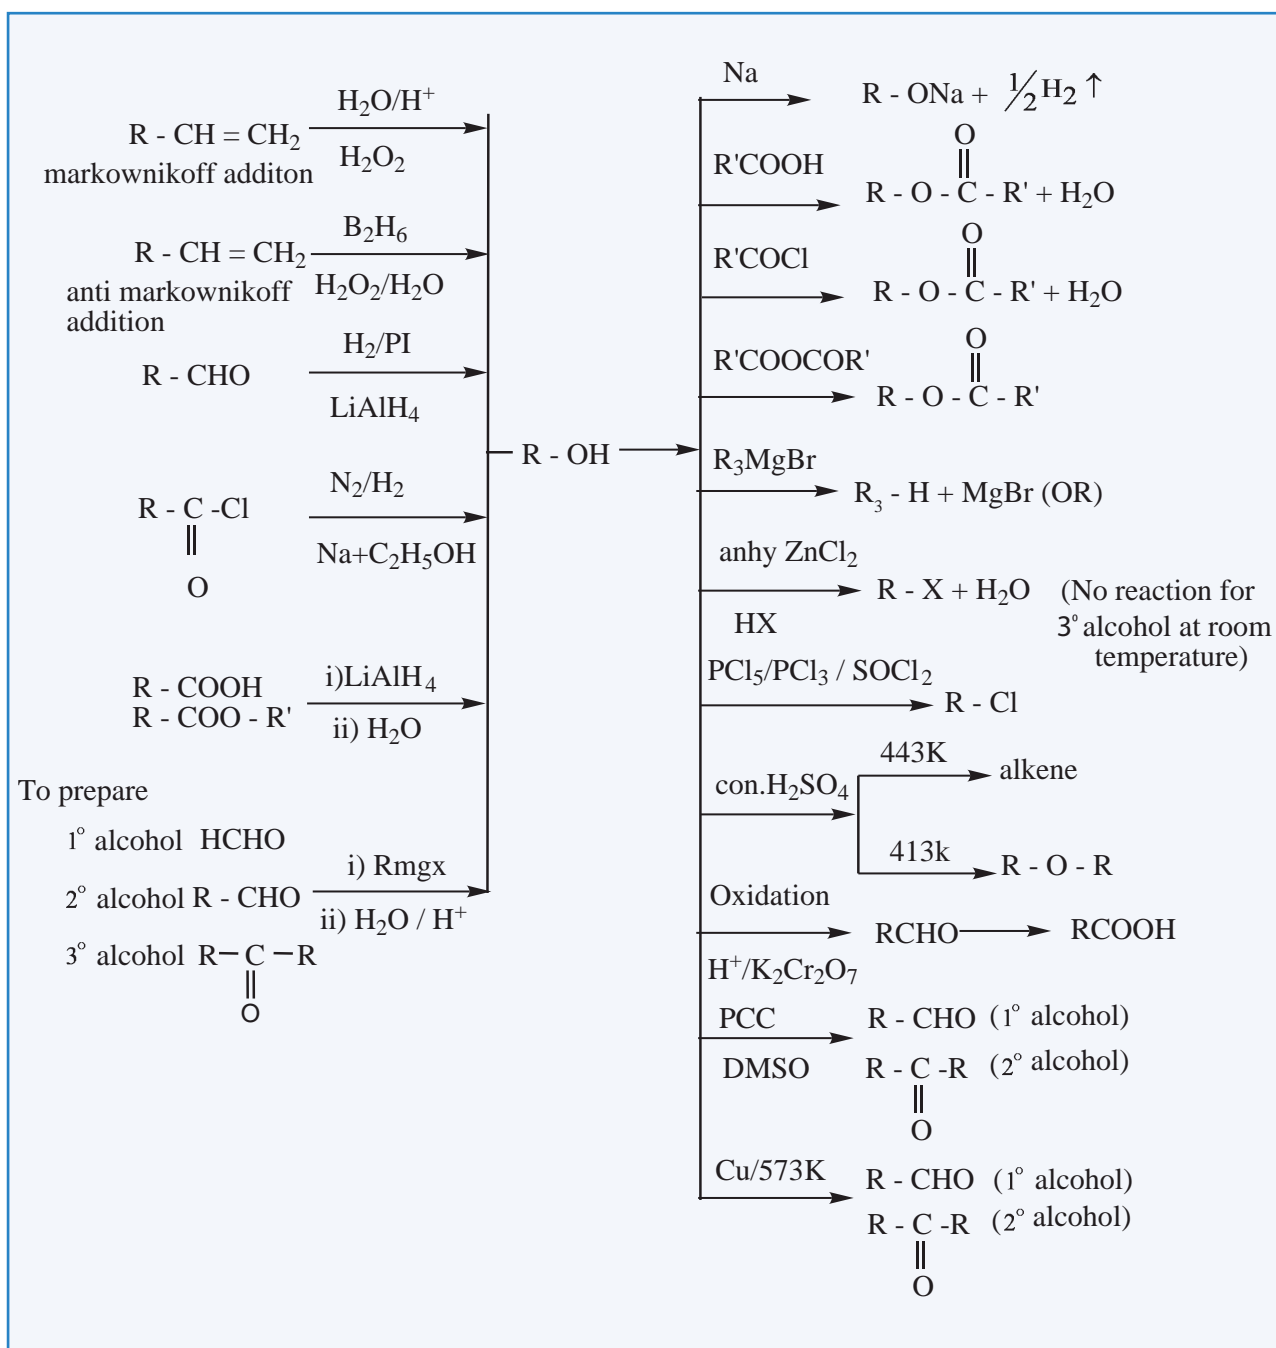 H2O/H+
R - CH = CH2
H2O2
markownikoff additon
B2H6
R - CH = CH2
H2O2/H2O
anti markownikoff
addition
H2/PI
R - CHO
LiAlH4
N2/H2
R - C -Cl
O
Na+C2H5OH
R - COOH
R - COO - R'
i)LiAlH4
ii) H2O
To prepare
1° alcohol HCHO
2° alcohol R - CHO
3° alcohol R—C—R
O
i) Rmgx
ii) H2O / H+
R - OH
Na
R - ONa + 1/2 H2 ↑
R'COOH
O
R - O - C - R' + H2O
R'COCl
O
R - O - C - R' + H2O
R'COOCOR'
O
R - O - C - R'
R3MgBr
R3 - H + MgBr (OR)
anhy ZnCl2
HX
R - X + H2O
(No reaction for
3° alcohol at room
temperature)
PCl5/PCl3 / SOCl2
R - Cl
con.H2SO4
443K
alkene
413k
R - O - R
Oxidation
H+/K2Cr2O7
RCHO
RCOOH
PCC
DMSO
R - CHO (1° alcohol)
R - C -R (2° alcohol)
O
Cu/573K
R - CHO (1° alcohol)
R - C -R (2° alcohol)
O